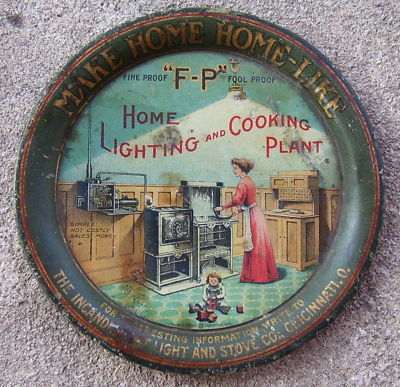 MAKE HOME HOME-LIKE
FIRE PROOF "F-P" FOOL PROOF
HOME
LIGHTING AND COOKING
PLANT
SIMPLE
NOT COSTLY
SAVES MONEY
FOR INTERESTING INFORMATION WRITE TO
THE INCANDESCENT LIGHT AND STOVE CO., CINCINNATI, O.